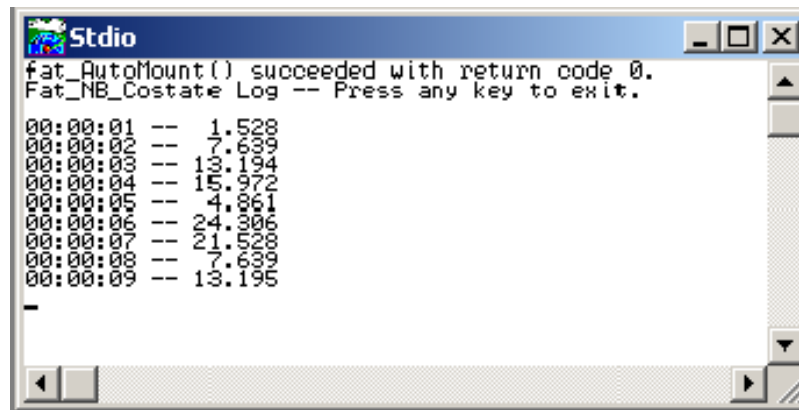 Stdio
fat_AutoMount() succeeded with return code 0.
Fat_NB_Costate Log -- Press any key to exit.
00:00:01 --  1.528
00:00:02 --  7.639
00:00:03 -- 13.194
00:00:04 -- 15.972
00:00:05 --  4.861
00:00:06 -- 24.306
00:00:07 -- 21.528
00:00:08 --  7.639
00:00:09 -- 13.195